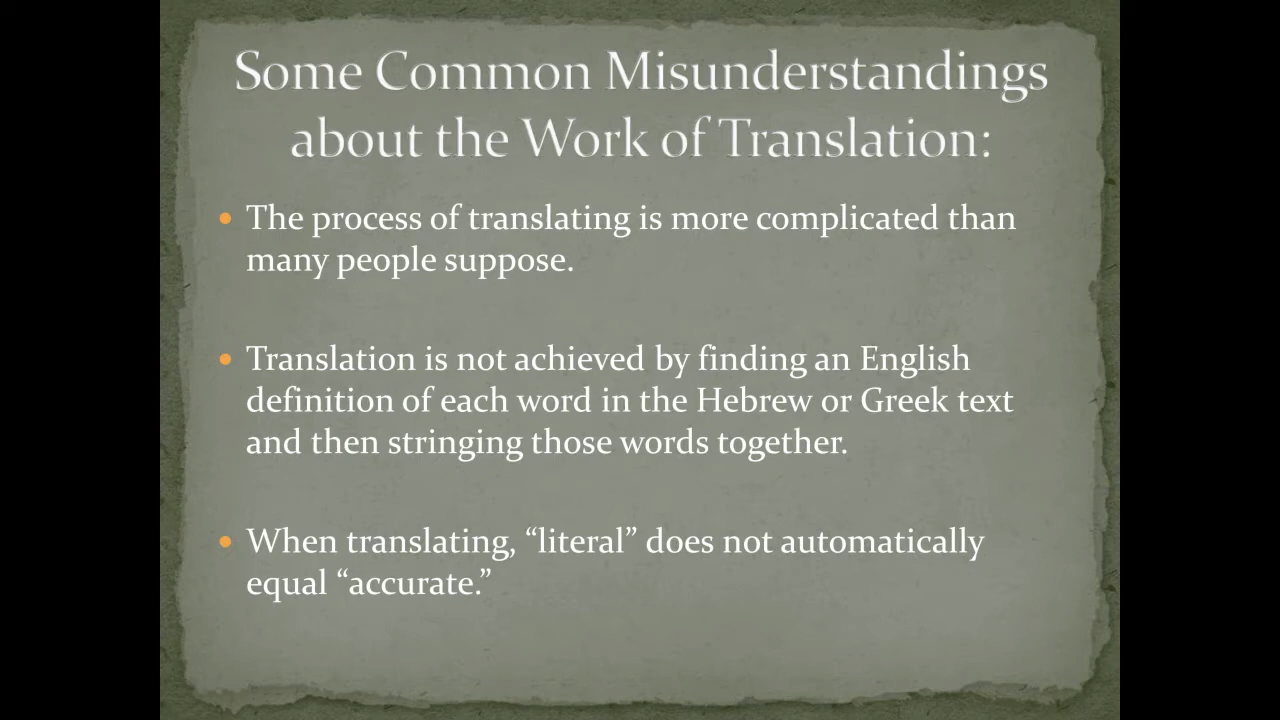 Some Common Misunderstandings
about the Work of Translation:
• The process of translating is more complicated than
many people suppose.
• Translation is not achieved by finding an English
definition of each word in the Hebrew or Greek text
and then stringing those words together.
• When translating, “literal” does not automatically
equal “accurate.”